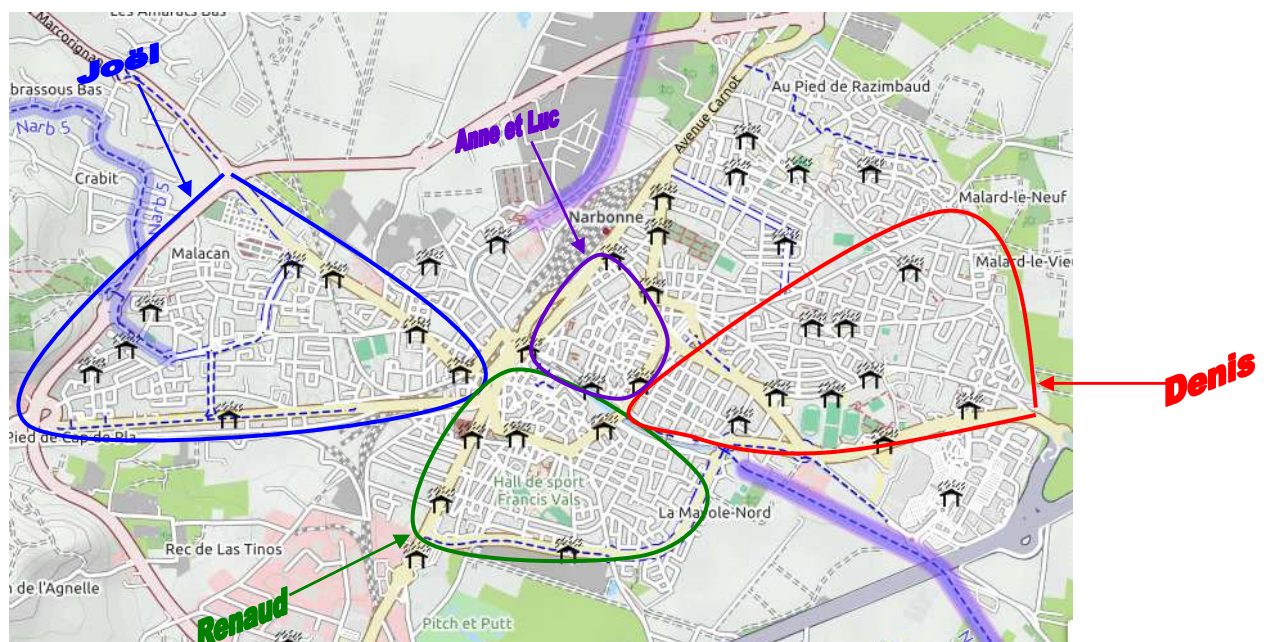 Les Amarats Bas
Marcorignan
Joël
brassous Bas
Narb 5
Crabit
Narb 5
Malacan
Anne et Luc
Avenue Carnot
Au Pied de Razimbaud
Narbonne
Malard-le-Neuf
Malard-le-Vieu
Denis
Pied de Cap de Pla
Hall de sport
Francis Vals
La Mayole-Nord
Rec de Las Tinos
n de l'Agnelle
Renaud
Pitch et Putt